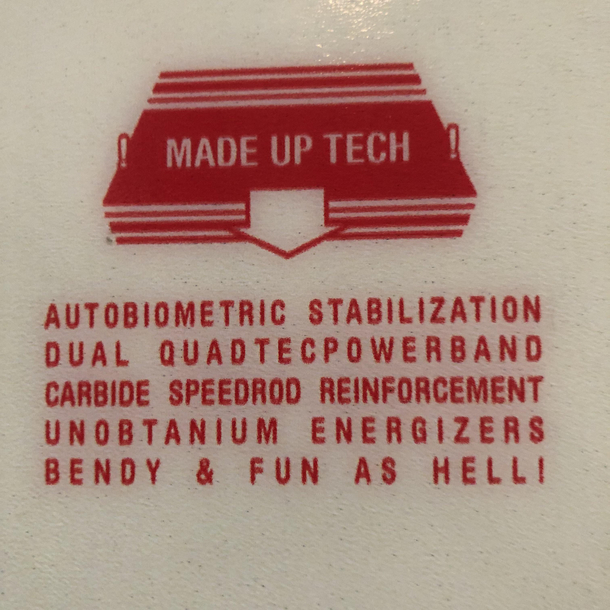 MADE UP TECH
AUTOBIOMETRIC STABILIZATION
DUAL QUADTECPOWERBAND
CARBIDE SPEEDROD REINFORCEMENT
UNOBTANIUM ENERGIZERS
BENDY & FUN AS HELL!